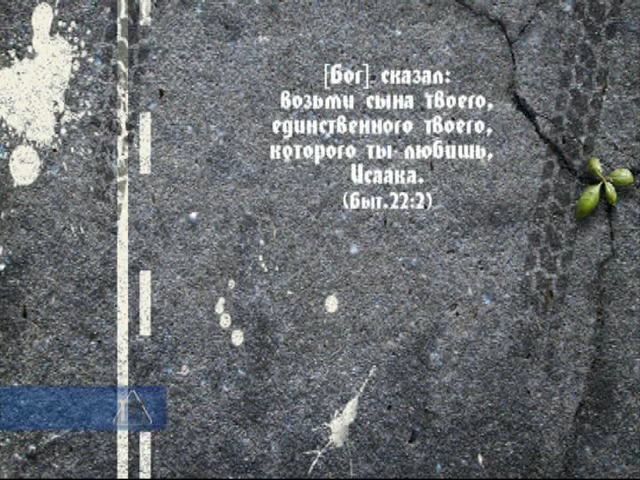 [Бог] сказал:
возьми сына твоего,
единственного твоего,
которого ты любишь,
Исаака.
(Быт.22:2)